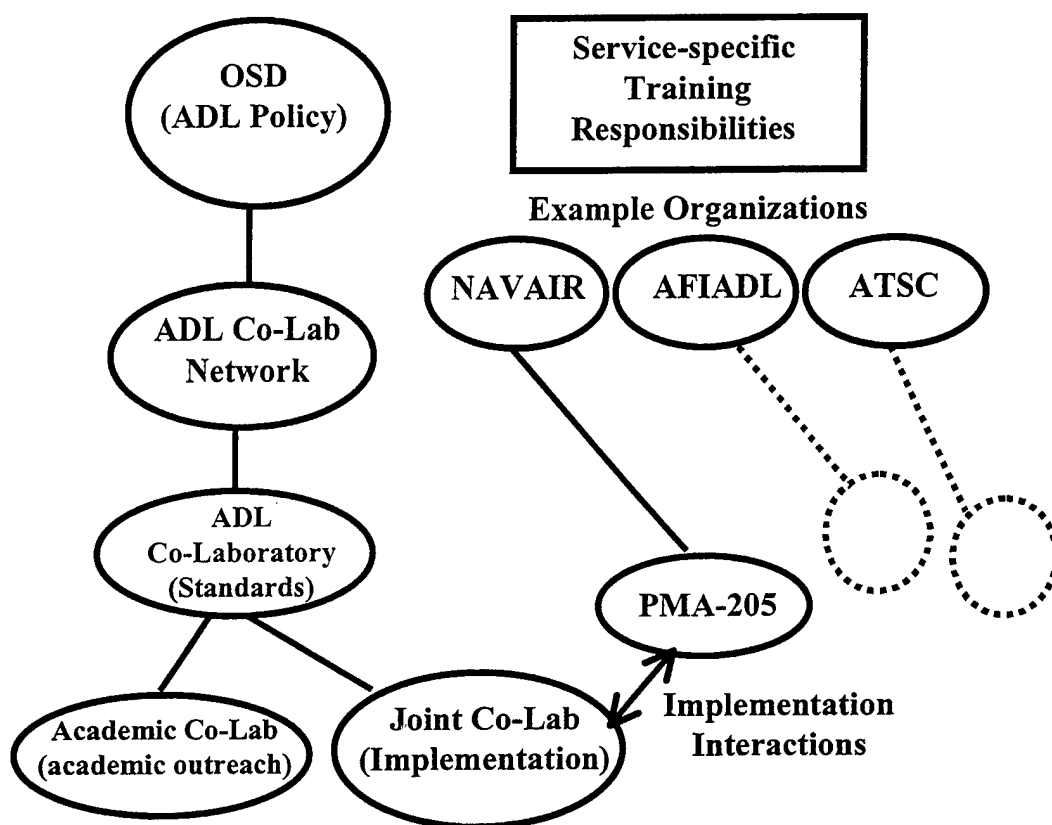 OSD
(ADL Policy)
Service-specific
Training
Responsibilities
Example Organizations
NAVAIR
AFIADL
ATSC
ADL Co-Lab
Network
ADL
Co-Laboratory
(Standards)
PMA-205
Academic Co-Lab
(academic outreach)
Joint Co-Lab
(Implementation)
Implementation
Interactions